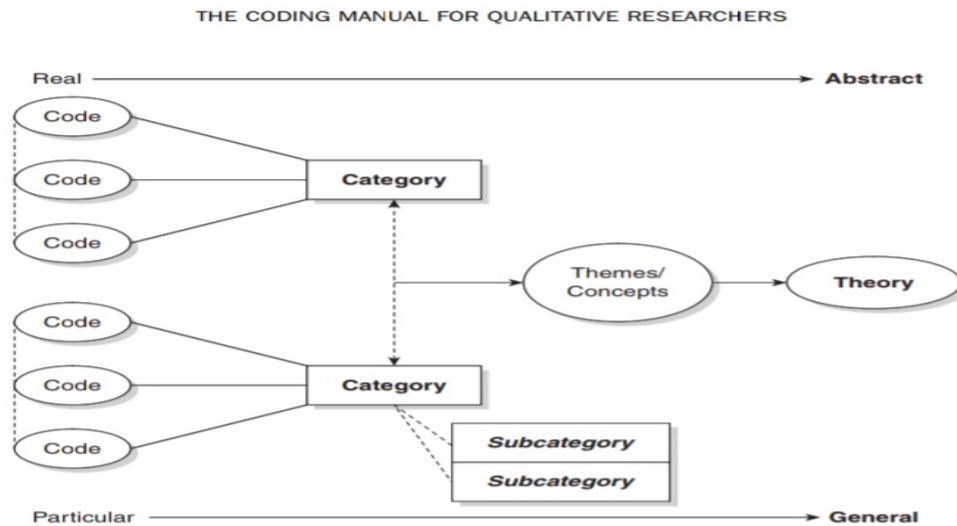 THE CODING MANUAL FOR QUALITATIVE RESEARCHERS
Real
Abstract
Code
Code
Category
Code
Themes/
Concepts
Theory
Code
Code
Category
Code
Subcategory
Subcategory
Particular
General